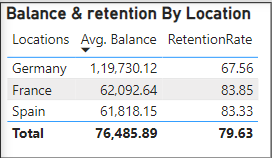 Balance & retention By Location
Locations Avg. Balance RetentionRate
Germany 1,19,730.12 67.56
France 62,092.64 83.85
Spain 61,818.15 83.33
Total 76,485.89 79.63